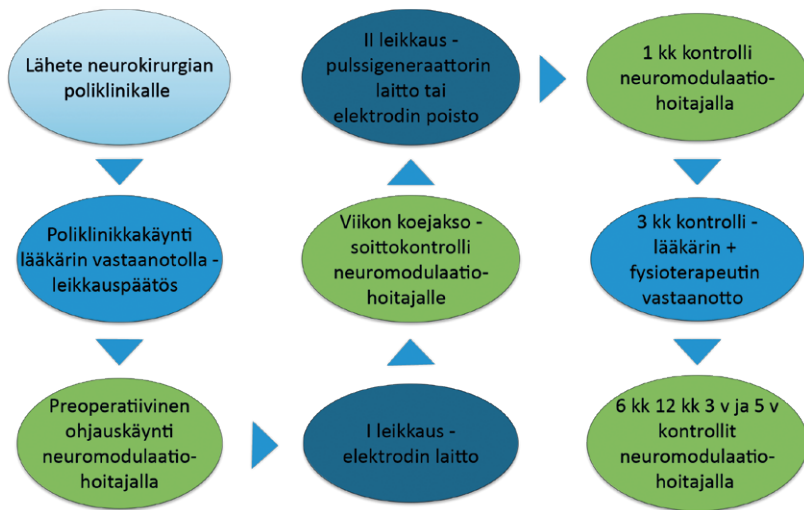 Lähete neurokirurgian
poliklinikalle
Poliklinikkakäynti
lääkärin vastaanotolla -
leikkauspäätös
Preoperatiivinen
ohjauskäynti
neuromodulaatio-
hoitajalla
I leikkaus -
elektrodin laitto
Viikon koejakso -
soittokontrolli
neuromodulaatio-
hoitajalle
II leikkaus -
pulssigeneraattorin
laitto tai
elektrodin poisto
1 kk kontrolli
neuromodulaatio-
hoitajalla
3 kk kontrolli -
lääkärin +
fysioterapeutin
vastaanotto
6 kk 12 kk 3 v ja 5 v
kontrollit
neuromodulaatio-
hoitajalla